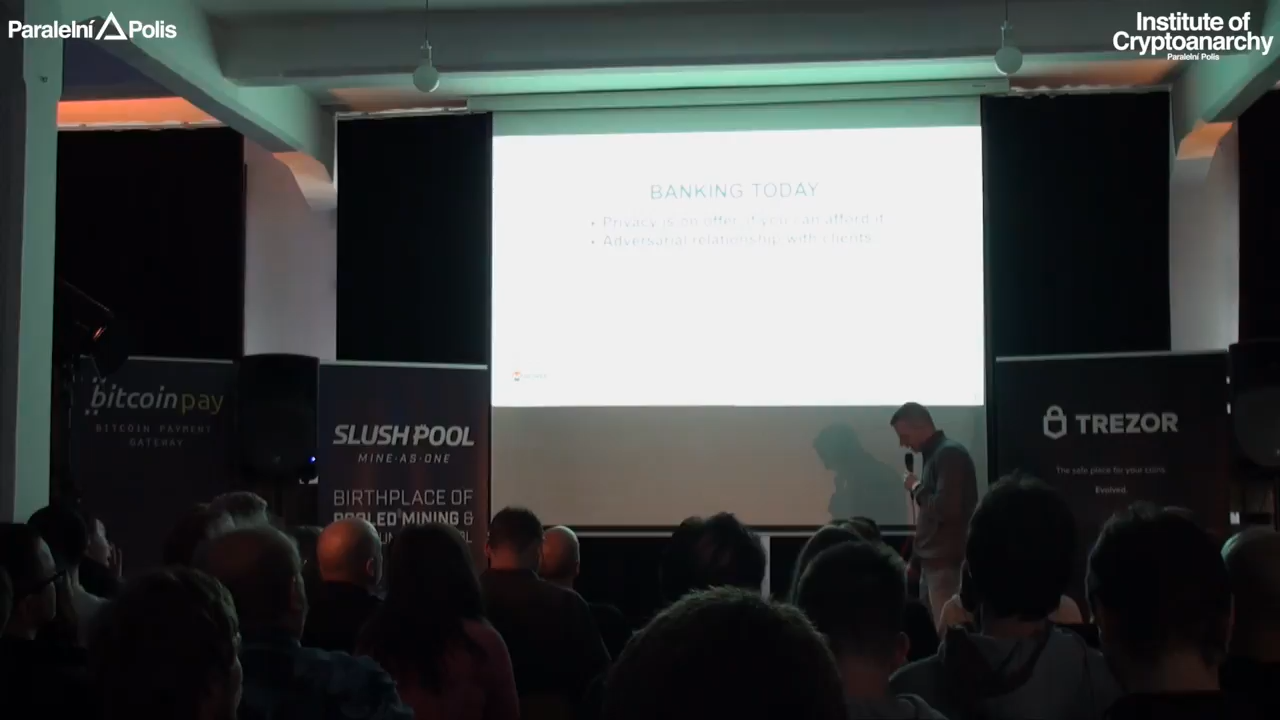 Paralelní Polis
Institute of
Cryptoanarchy
Paralelní Polis
BANKING TODAY
• Privacy is on offer, if you can afford it
• Adversarial relationship with clients
bitcoinpay
BITCOIN PAYMENT
GATEWAY
SLUSH POOL
MINE·AS·ONE
BIRTHPLACE OF
POOLED MINING &
TREZOR
The safe place for your coins.
Evolved.